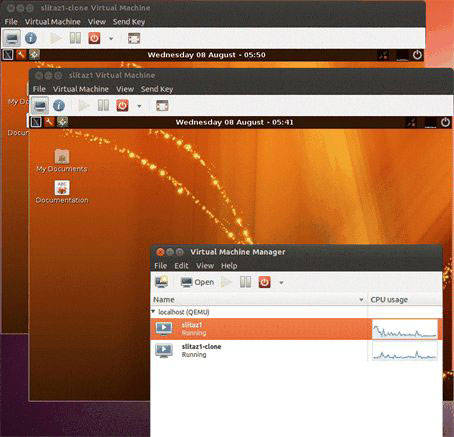 slitaz1-clone Virtual Machine
File Virtual Machine View Send Key
Wednesday 08 August - 05:50
slitaz1 Virtual Machine
File Virtual Machine View Send Key
Wednesday 08 August - 05:41
My Do
Docum
My Documents
ABC
Documentation
Virtual Machine Manager
File Edit View Help
Open
Name CPU usage
localhost (QEMU)
slitaz1
Running
slitaz1-clone
Running